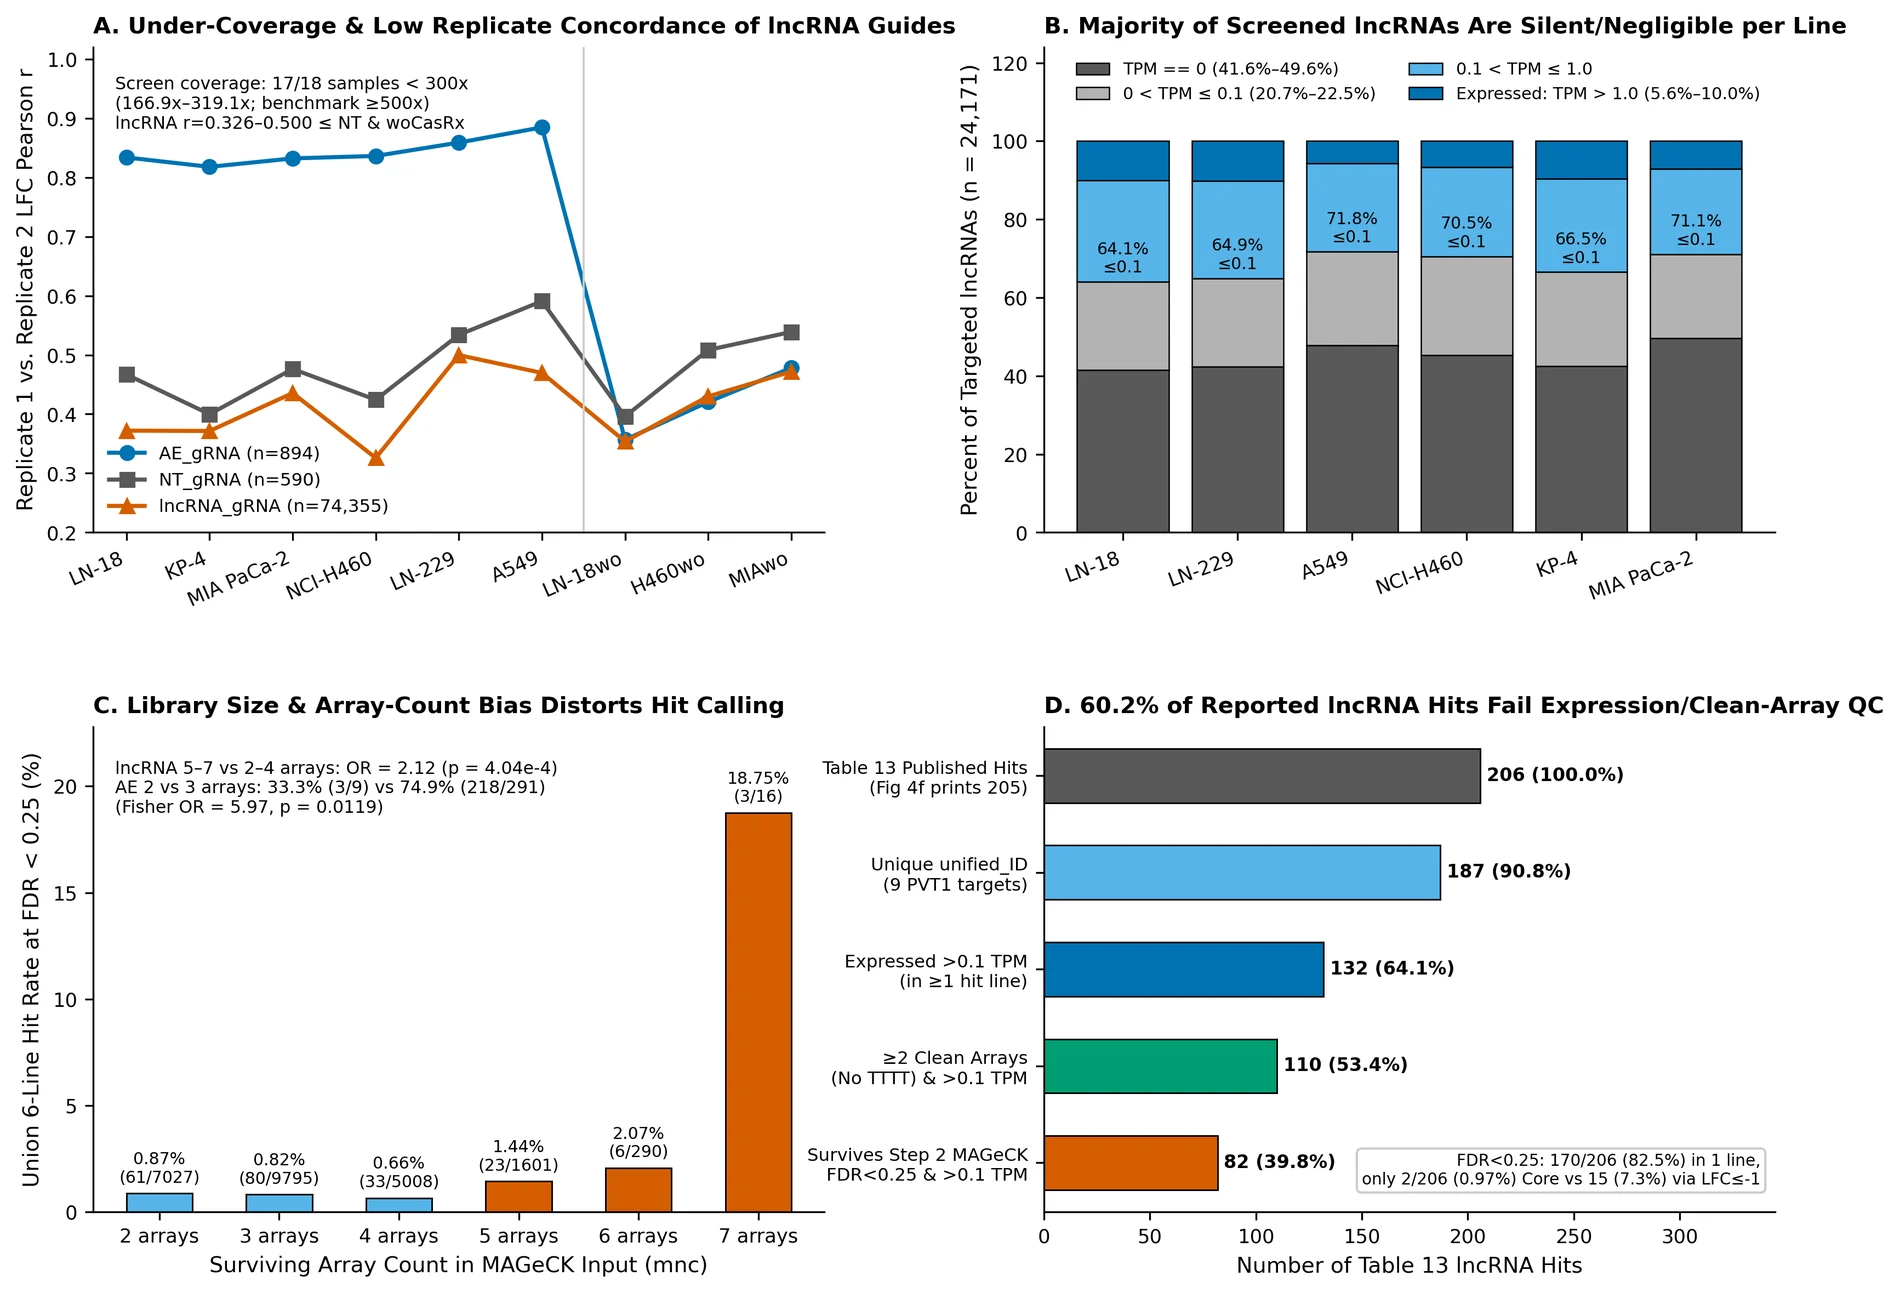 A. Under-Coverage & Low Replicate Concordance of lncRNA Guides
Replicate 1 vs. Replicate 2 LFC Pearson r
1.0
0.9
0.8
0.7
0.6
0.5
0.4
0.3
0.2
Screen coverage: 17/18 samples < 300x
(166.9x–319.1x; benchmark ≥500x)
lncRNA r=0.326–0.500 ≤ NT & woCasRx
AE_gRNA (n=894)
NT_gRNA (n=590)
lncRNA_gRNA (n=74,355)
LN-18
KP-4
MIA PaCa-2
NCI-H460
LN-229
A549
LN-18wo
H460wo
MIAwo
B. Majority of Screened lncRNAs Are Silent/Negligible per Line
Percent of Targeted lncRNAs (n = 24,171)
120
100
80
60
40
20
0
TPM == 0 (41.6%–49.6%)
0 < TPM ≤ 0.1 (20.7%–22.5%)
0.1 < TPM ≤ 1.0
Expressed: TPM > 1.0 (5.6%–10.0%)
64.1%
≤0.1
64.9%
≤0.1
71.8%
≤0.1
70.5%
≤0.1
66.5%
≤0.1
71.1%
≤0.1
LN-18
LN-229
A549
NCI-H460
KP-4
MIA PaCa-2
C. Library Size & Array-Count Bias Distorts Hit Calling
Union 6-Line Hit Rate at FDR < 0.25 (%)
20
15
10
5
0
lncRNA 5–7 vs 2–4 arrays: OR = 2.12 (p = 4.04e-4)
AE 2 vs 3 arrays: 33.3% (3/9) vs 74.9% (218/291)
(Fisher OR = 5.97, p = 0.0119)
0.87%
(61/7027)
0.82%
(80/9795)
0.66%
(33/5008)
1.44%
(23/1601)
2.07%
(6/290)
18.75%
(3/16)
2 arrays
3 arrays
4 arrays
5 arrays
6 arrays
7 arrays
Surviving Array Count in MAGeCK Input (mnc)
D. 60.2% of Reported lncRNA Hits Fail Expression/Clean-Array QC
Table 13 Published Hits
(Fig 4f prints 205)
206 (100.0%)
Unique unified_ID
(9 PVT1 targets)
187 (90.8%)
Expressed >0.1 TPM
(in ≥1 hit line)
132 (64.1%)
≥2 Clean Arrays
(No TTTT) & >0.1 TPM
110 (53.4%)
Survives Step 2 MAGeCK
FDR<0.25 & >0.1 TPM
82 (39.8%)
FDR<0.25: 170/206 (82.5%) in 1 line,
only 2/206 (0.97%) Core vs 15 (7.3%) via LFC≤-1
0
50
100
150
200
250
300
Number of Table 13 lncRNA Hits